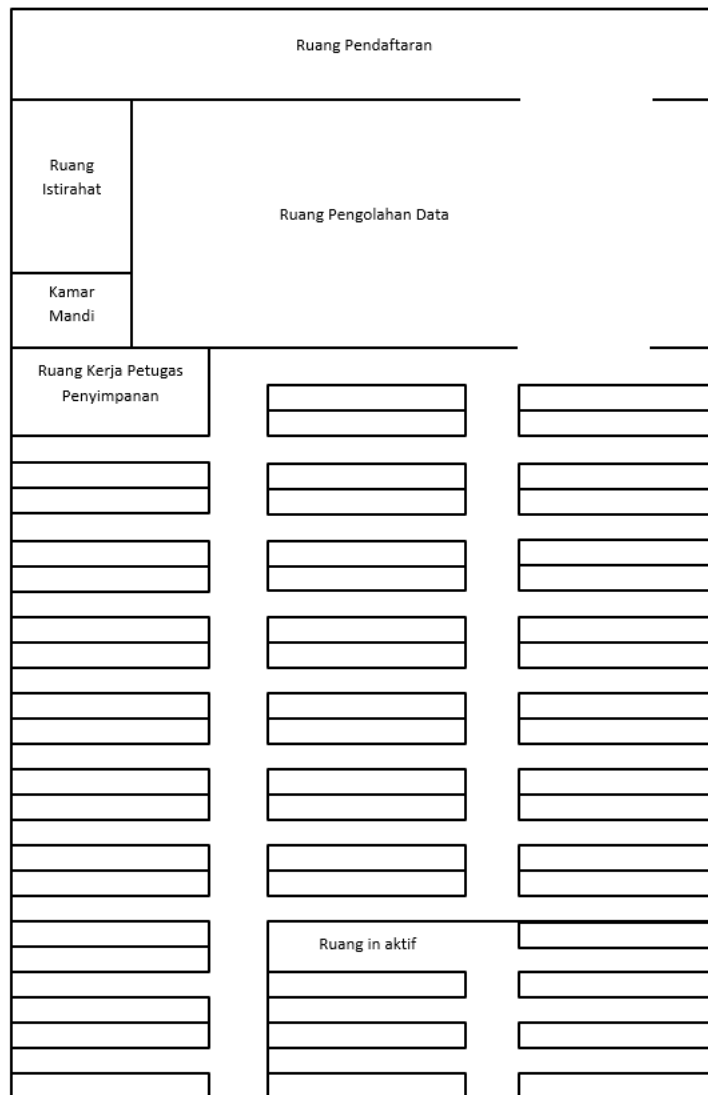 Ruang Pendaftaran
Ruang
Istirahat
Ruang Pengolahan Data
Kamar
Mandi
Ruang Kerja Petugas
Penyimpanan
Ruang in aktif